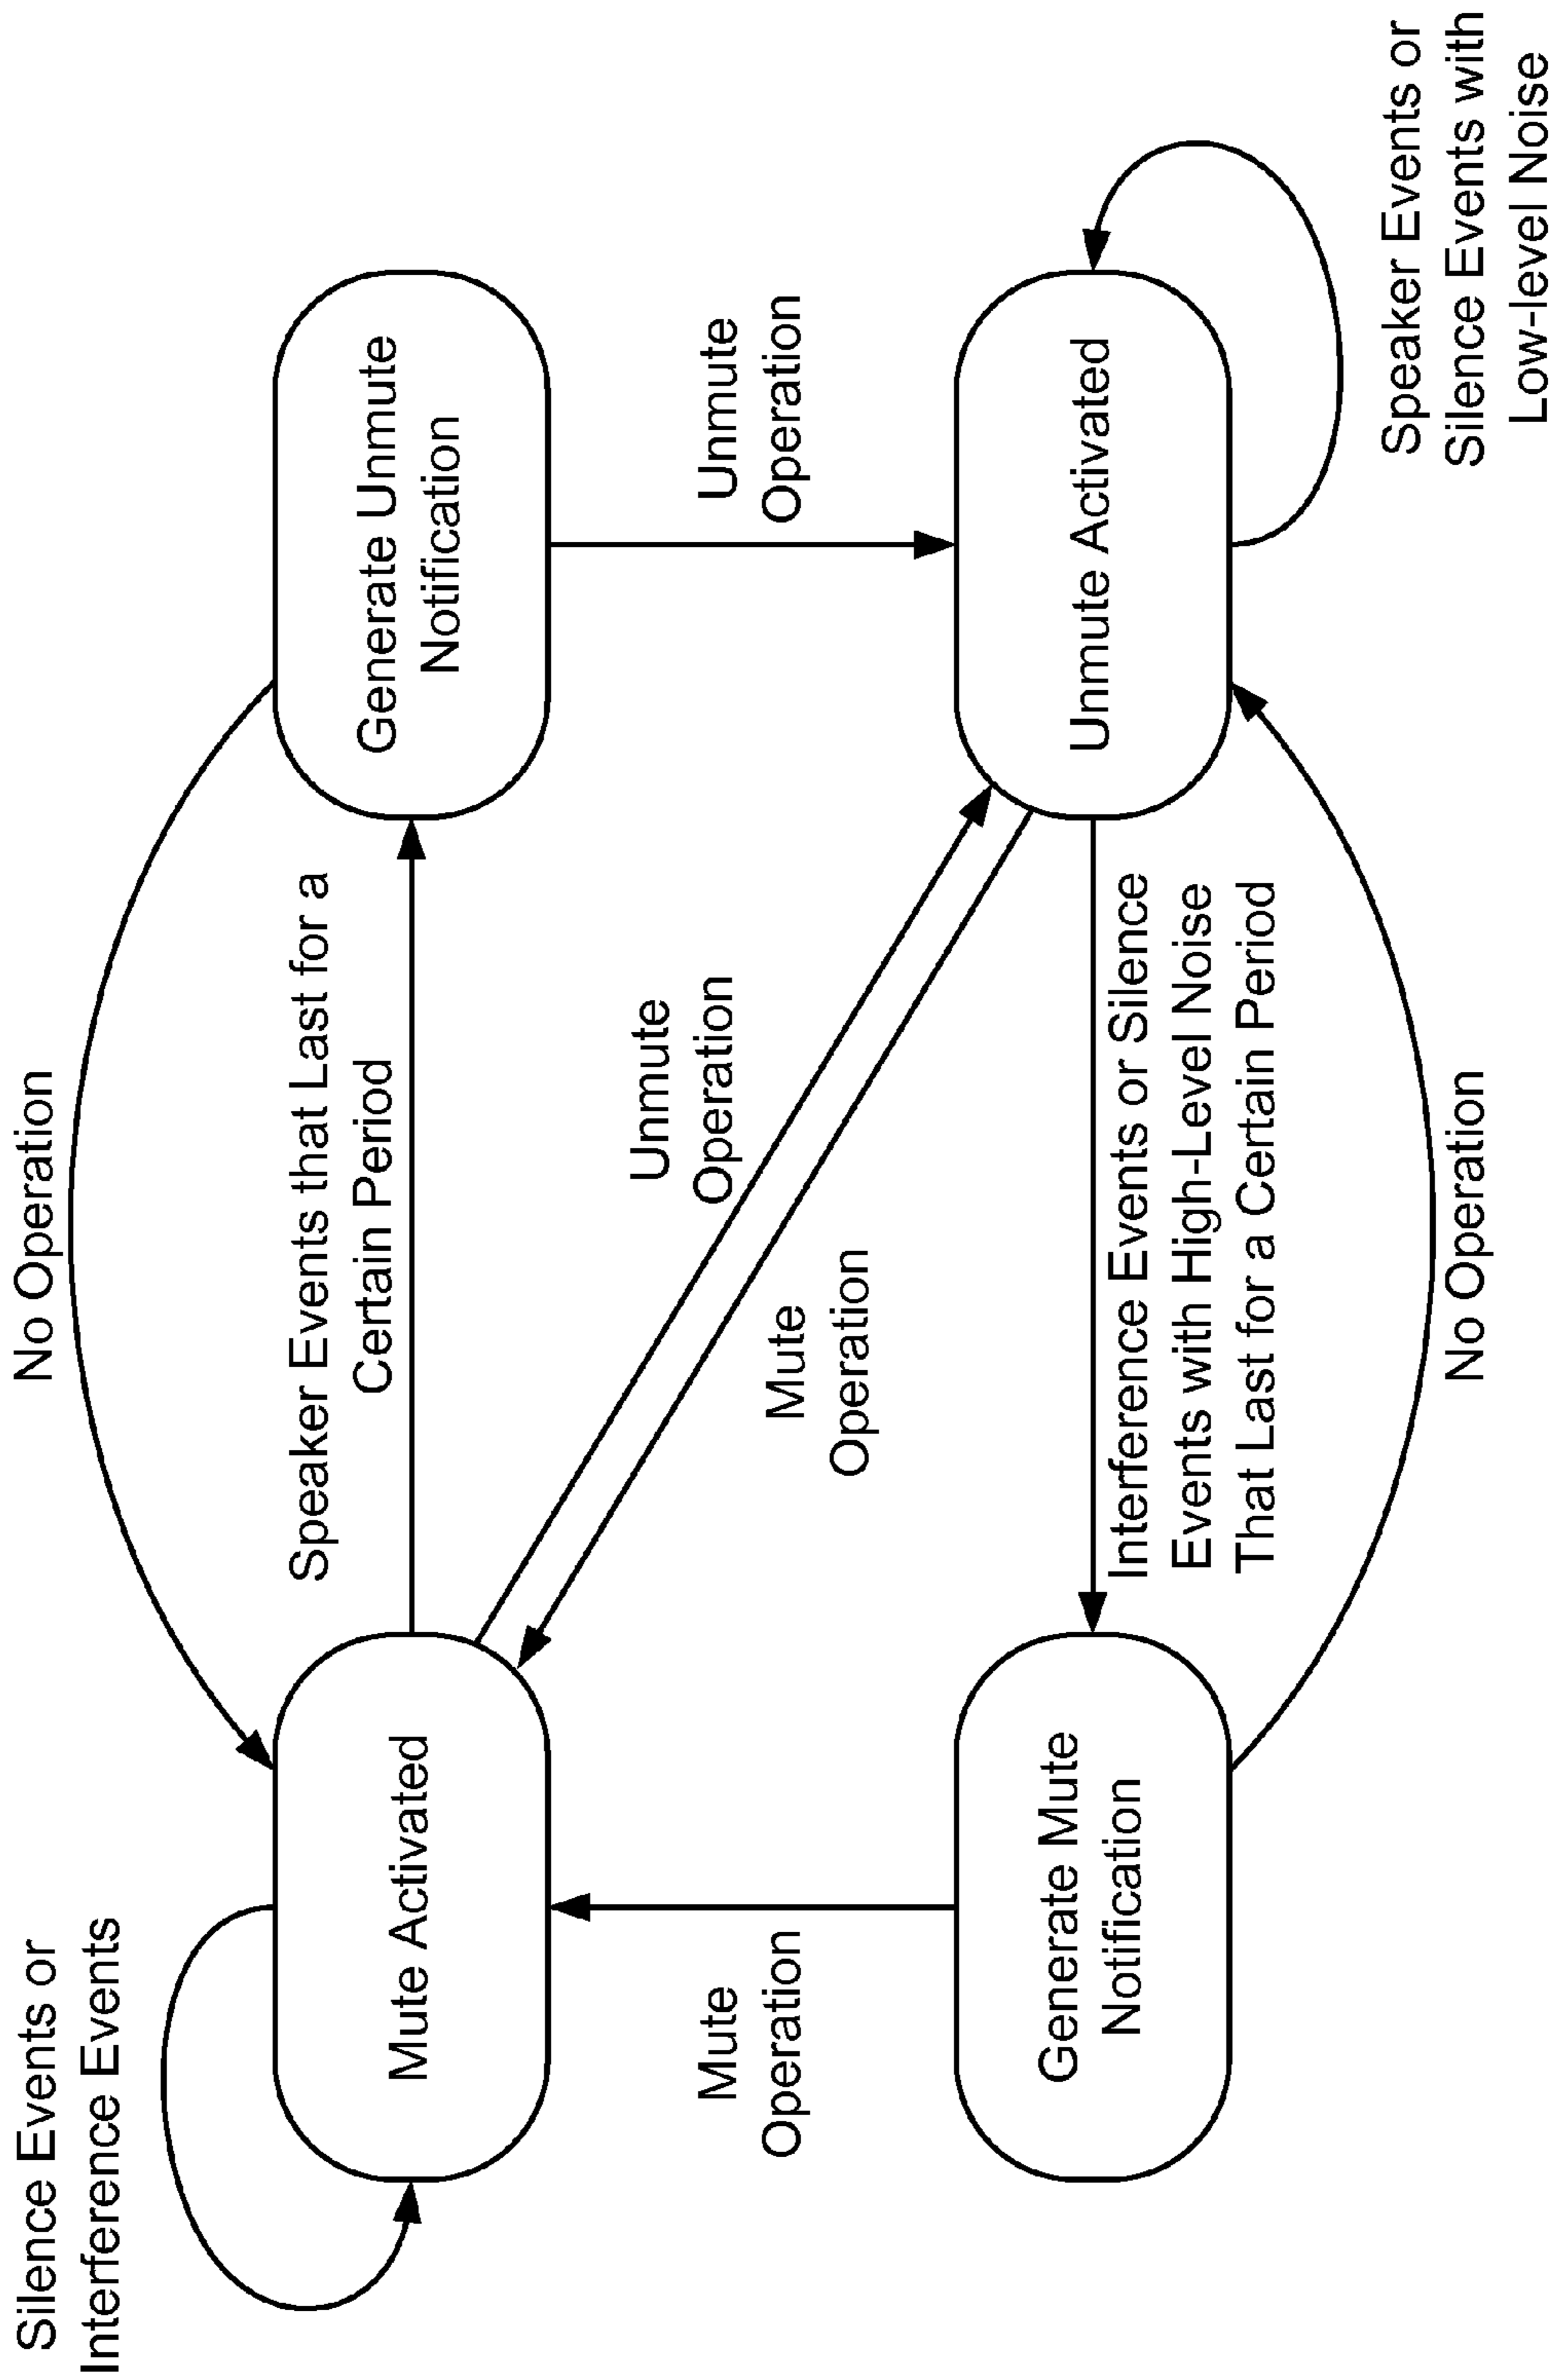 Silence Events or
Interference Events
No Operation
Mute Activated
Speaker Events that Last for a
Certain Period
Generate Unmute
Notification
Mute
Operation
Unmute
Operation
Mute
Operation
Unmute
Operation
Generate Mute
Notification
Interference Events or Silence
Events with High-Level Noise
That Last for a Certain Period
Unmute Activated
No Operation
Speaker Events or
Silence Events with
Low-level Noise